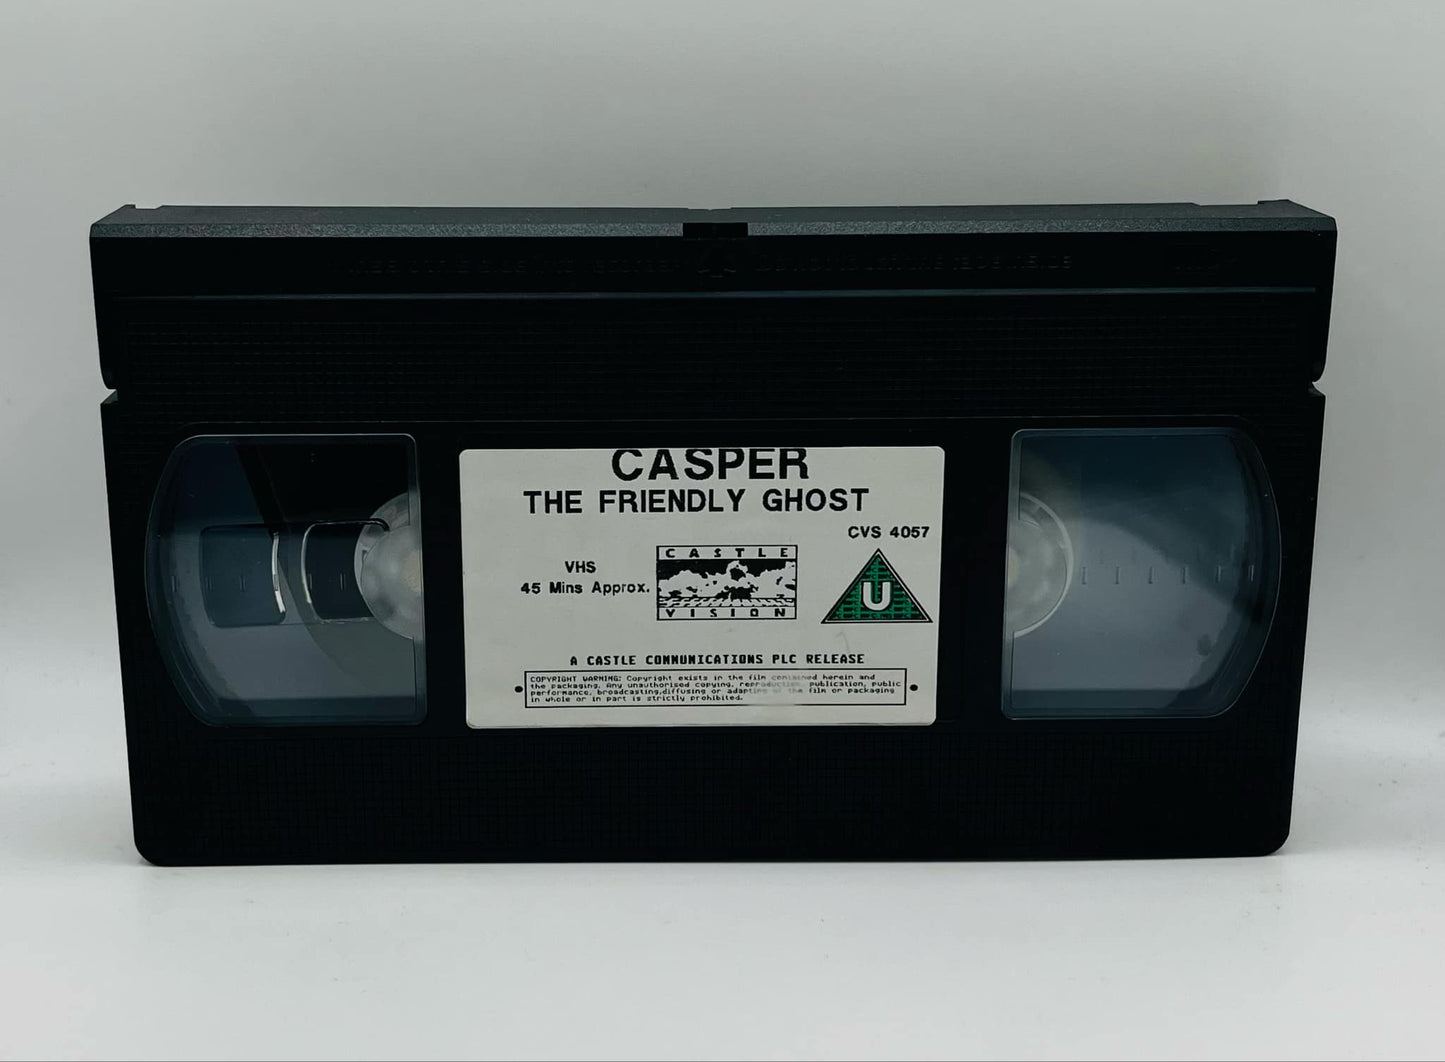 CASPER
THE FRIENDLY GHOST
CVS 4057
VHS
45 Mins Approx.
CASTLE
VISION
U
A CASTLE COMMUNICATIONS PLC RELEASE
COPYRIGHT WARNING: Copyright exists in the film contained herein and
the packaging. Any unauthorised copying, reproduction, publication, public
performance, broadcasting,diffusing or adapting of the film or packaging
in whole or in part is strictly prohibited.